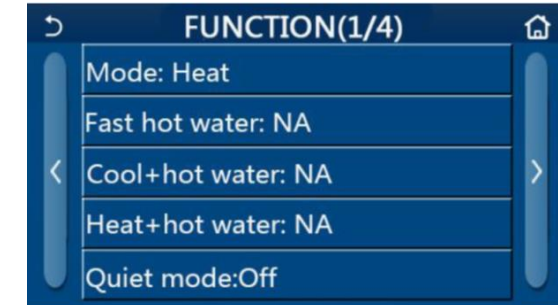 FUNCTION(1/4)
Mode: Heat
Fast hot water: NA
Cool+hot water: NA
Heat+hot water: NA
Quiet mode:Off